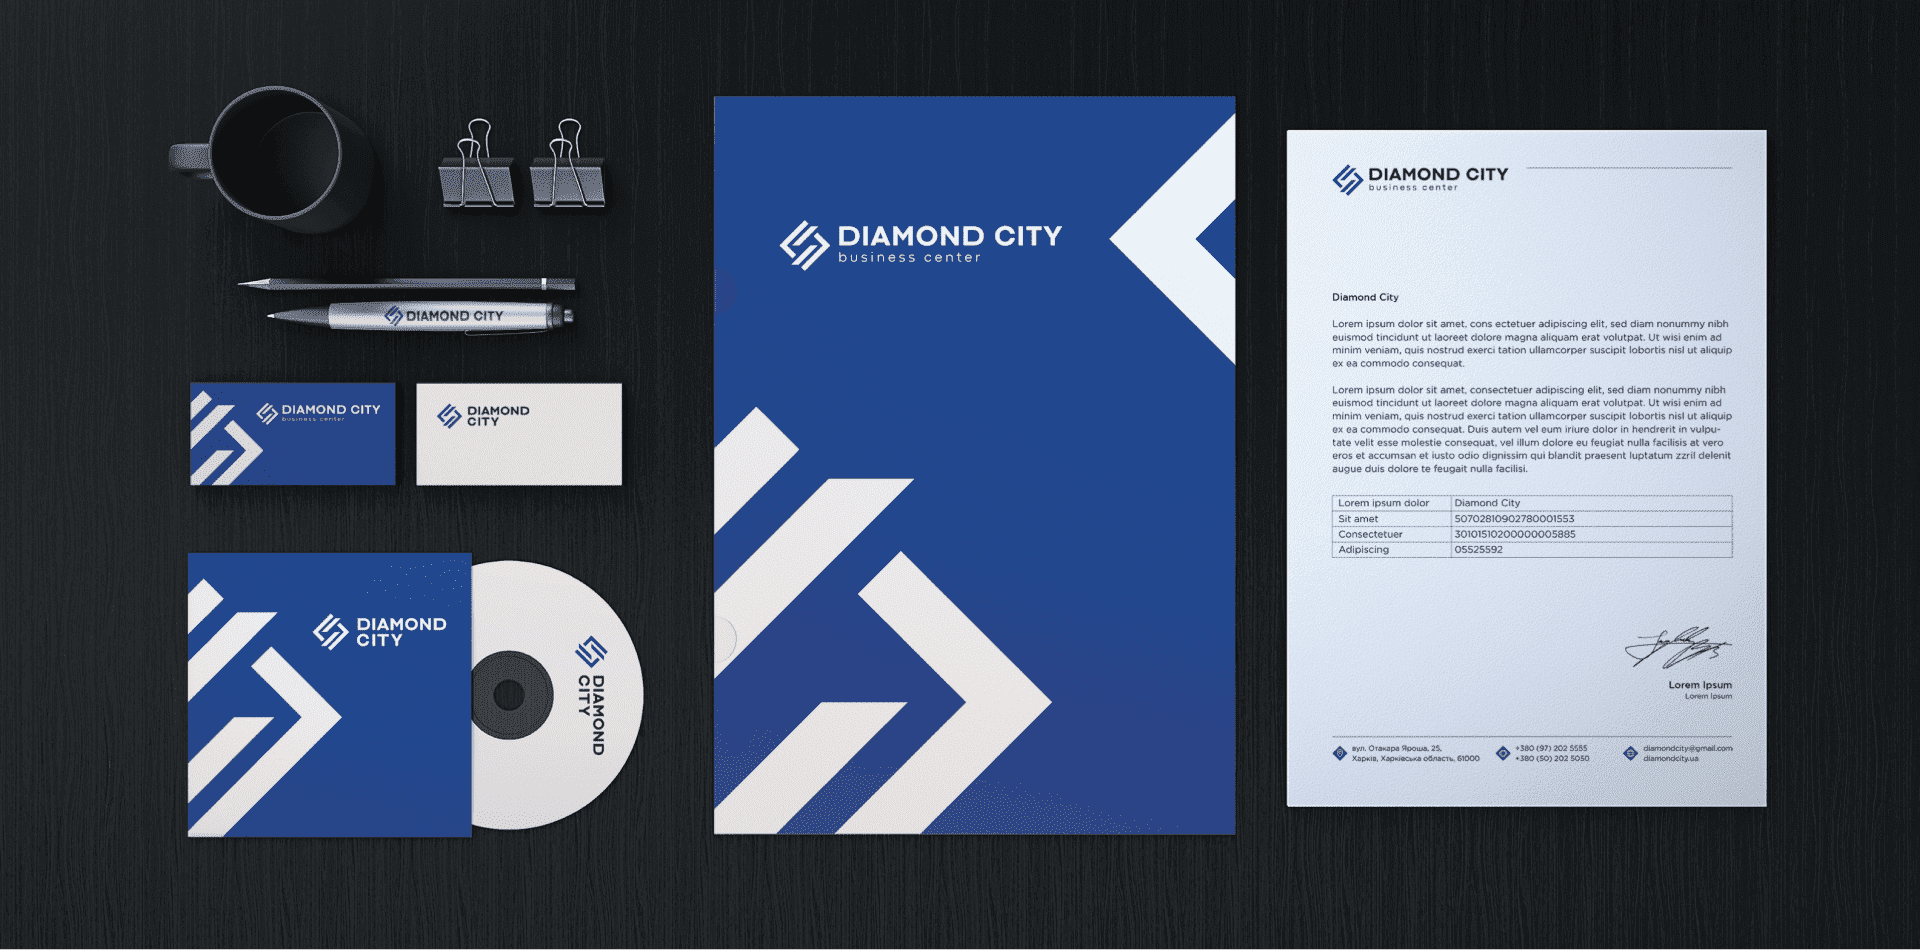 DIAMOND CITY
DIAMOND CITY
business center
DIAMOND
CITY
DIAMOND
CITY
DIAMOND
CITY
DIAMOND CITY
business center
DIAMOND CITY
business center
Diamond City
Lorem ipsum dolor sit amet, cons ectetuer adipiscing elit, sed diam nonummy nibh
euismod tincidunt ut laoreet dolore magna aliquam erat volutpat. Ut wisi enim ad
minim veniam, quis nostrud exerci tation ullamcorper suscipit lobortis nisl ut aliquip
ex ea commodo consequat.
Lorem ipsum dolor sit amet, consectetuer adipiscing elit, sed diam nonummy nibh
euismod tincidunt ut laoreet dolore magna aliquam erat volutpat. Ut wisi enim ad
minim veniam, quis nostrud exerci tation ullamcorper suscipit lobortis nisl ut aliquip
ex ea commodo consequat. Duis autem vel eum iriure dolor in hendrerit in vulpu-
tate velit esse molestie consequat, vel illum dolore eu feugiat nulla facilisis at vero
eros et accumsan et iusto odio dignissim qui blandit praesent luptatum zzril delenit
augue duis dolore te feugait nulla facilisi.
Lorem ipsum dolor Diamond City
Sit amet 50702810902780001553
Consectetuer 30101510200000005885
Adipiscing 05525592
Lorem Ipsum
Lorem Ipsum
вул. Отакара Яроша, 25,
Харків, Харківська область, 61000
+380 (97) 202 5555
+380 (50) 202 5050
diamondcity@gmail.com
diamondcity.ua